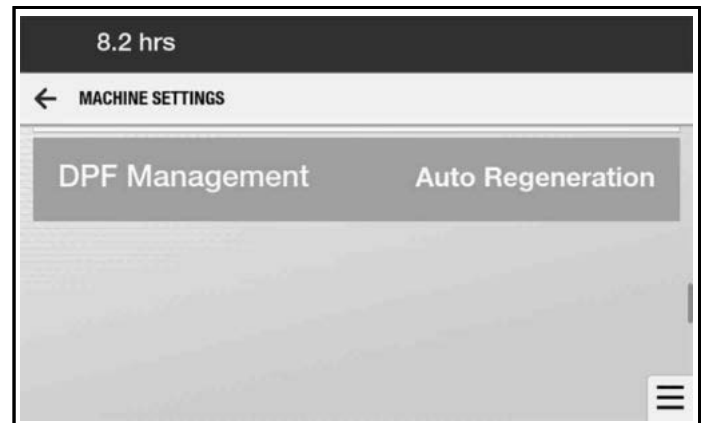 8.2 hrs
MACHINE SETTINGS
DPF Management Auto Regeneration